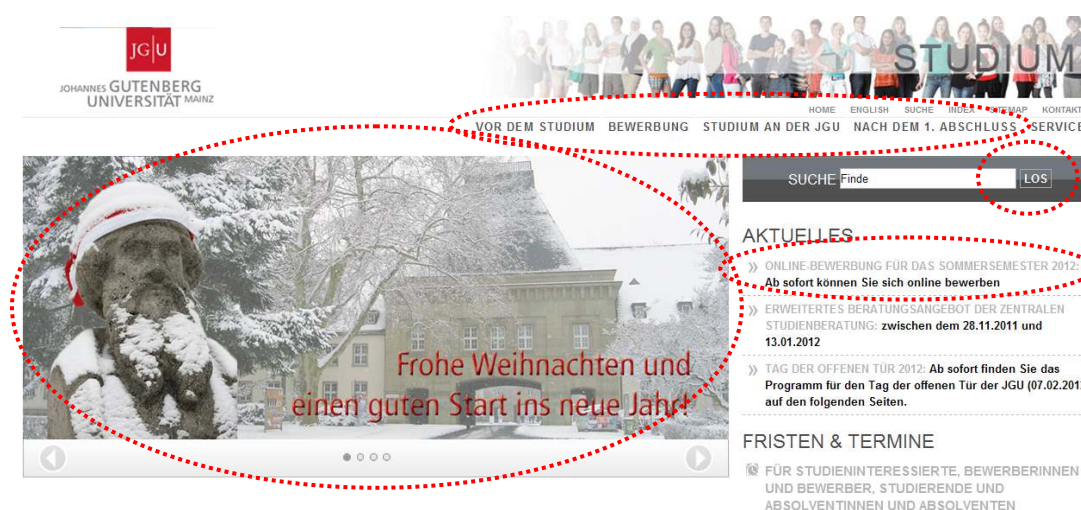 JG|U
JOHANNES GUTENBERG
UNIVERSITÄT MAINZ
STUDIUM
HOME ENGLISH SUCHE INDEX SITEMAP KONTAKT
VOR DEM STUDIUM BEWERBUNG STUDIUM AN DER JGU NACH DEM 1. ABSCHLUSS SERVICE
SUCHE Finde LOS
Frohe Weihnachten und
einen guten Start ins neue Jahr!
AKTUELLES
ONLINE-BEWERBUNG FÜR DAS SOMMERSEMESTER 2012:
Ab sofort können Sie sich online bewerben
ERWEITERTES BERATUNGSANGEBOT DER ZENTRALEN
STUDIENBERATUNG: zwischen dem 28.11.2011 und
13.01.2012
TAG DER OFFENEN TÜR 2012: Ab sofort finden Sie das
Programm für den Tag der offenen Tür der JGU (07.02.201
auf den folgenden Seiten.
FRISTEN & TERMINE
FÜR STUDIENINTERESSIERTE, BEWERBERINNEN
UND BEWERBER, STUDIERENDE UND
ABSOLVENTINNEN UND ABSOLVENTEN